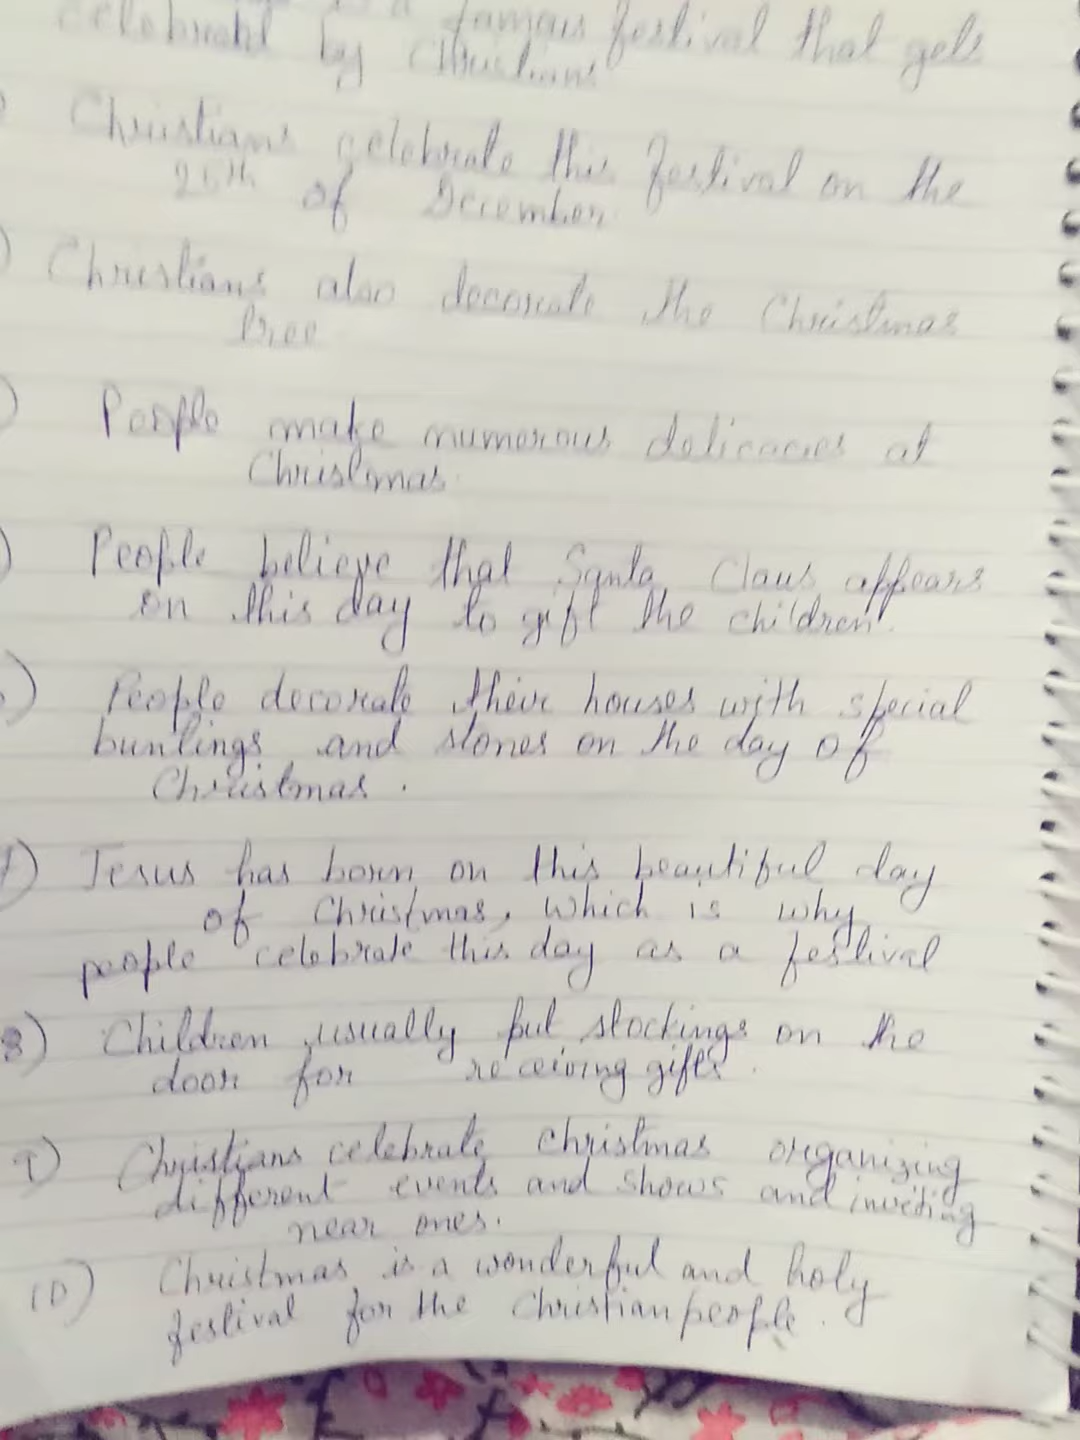 is a famous festival that gets
celebrated by Christians
Christians celebrate this festival on the
25th of December.
Christians also decorate the Christmas
tree.
People make numerous delicacies at
Christmas.
People believe that Santa Claus appears
on this day to gift the children.
People decorate their houses with special
buntings and stones on the day of
Christmas.
7) Jesus has born on this beautiful day
of Christmas, which is why
people celebrate this day as a festival
8) Children usually put stockings on the
door for receiving gifts.
9) Christians celebrate christmas organizing
different events and shows and inveting
near ones.
10) Christmas is a wonderful and holy
festival for the Christian people.